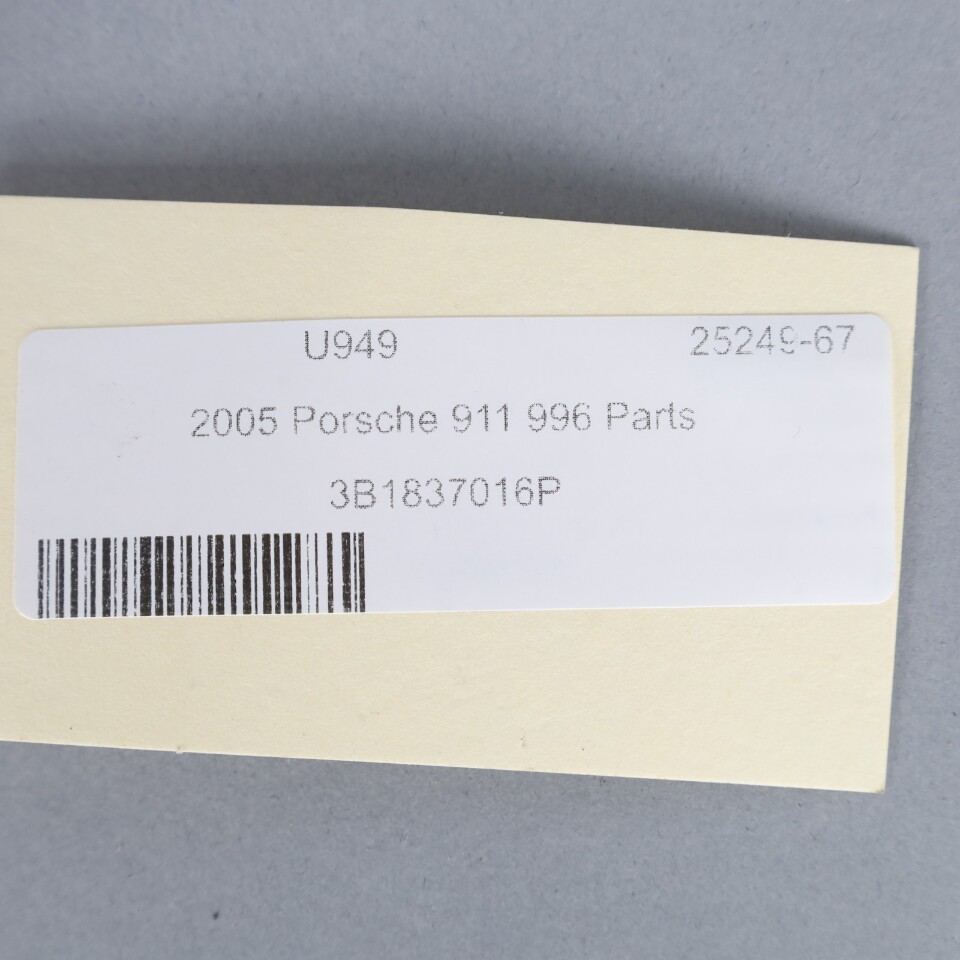 U949 25249-67
2005 Porsche 911 996 Parts
3B1837016P